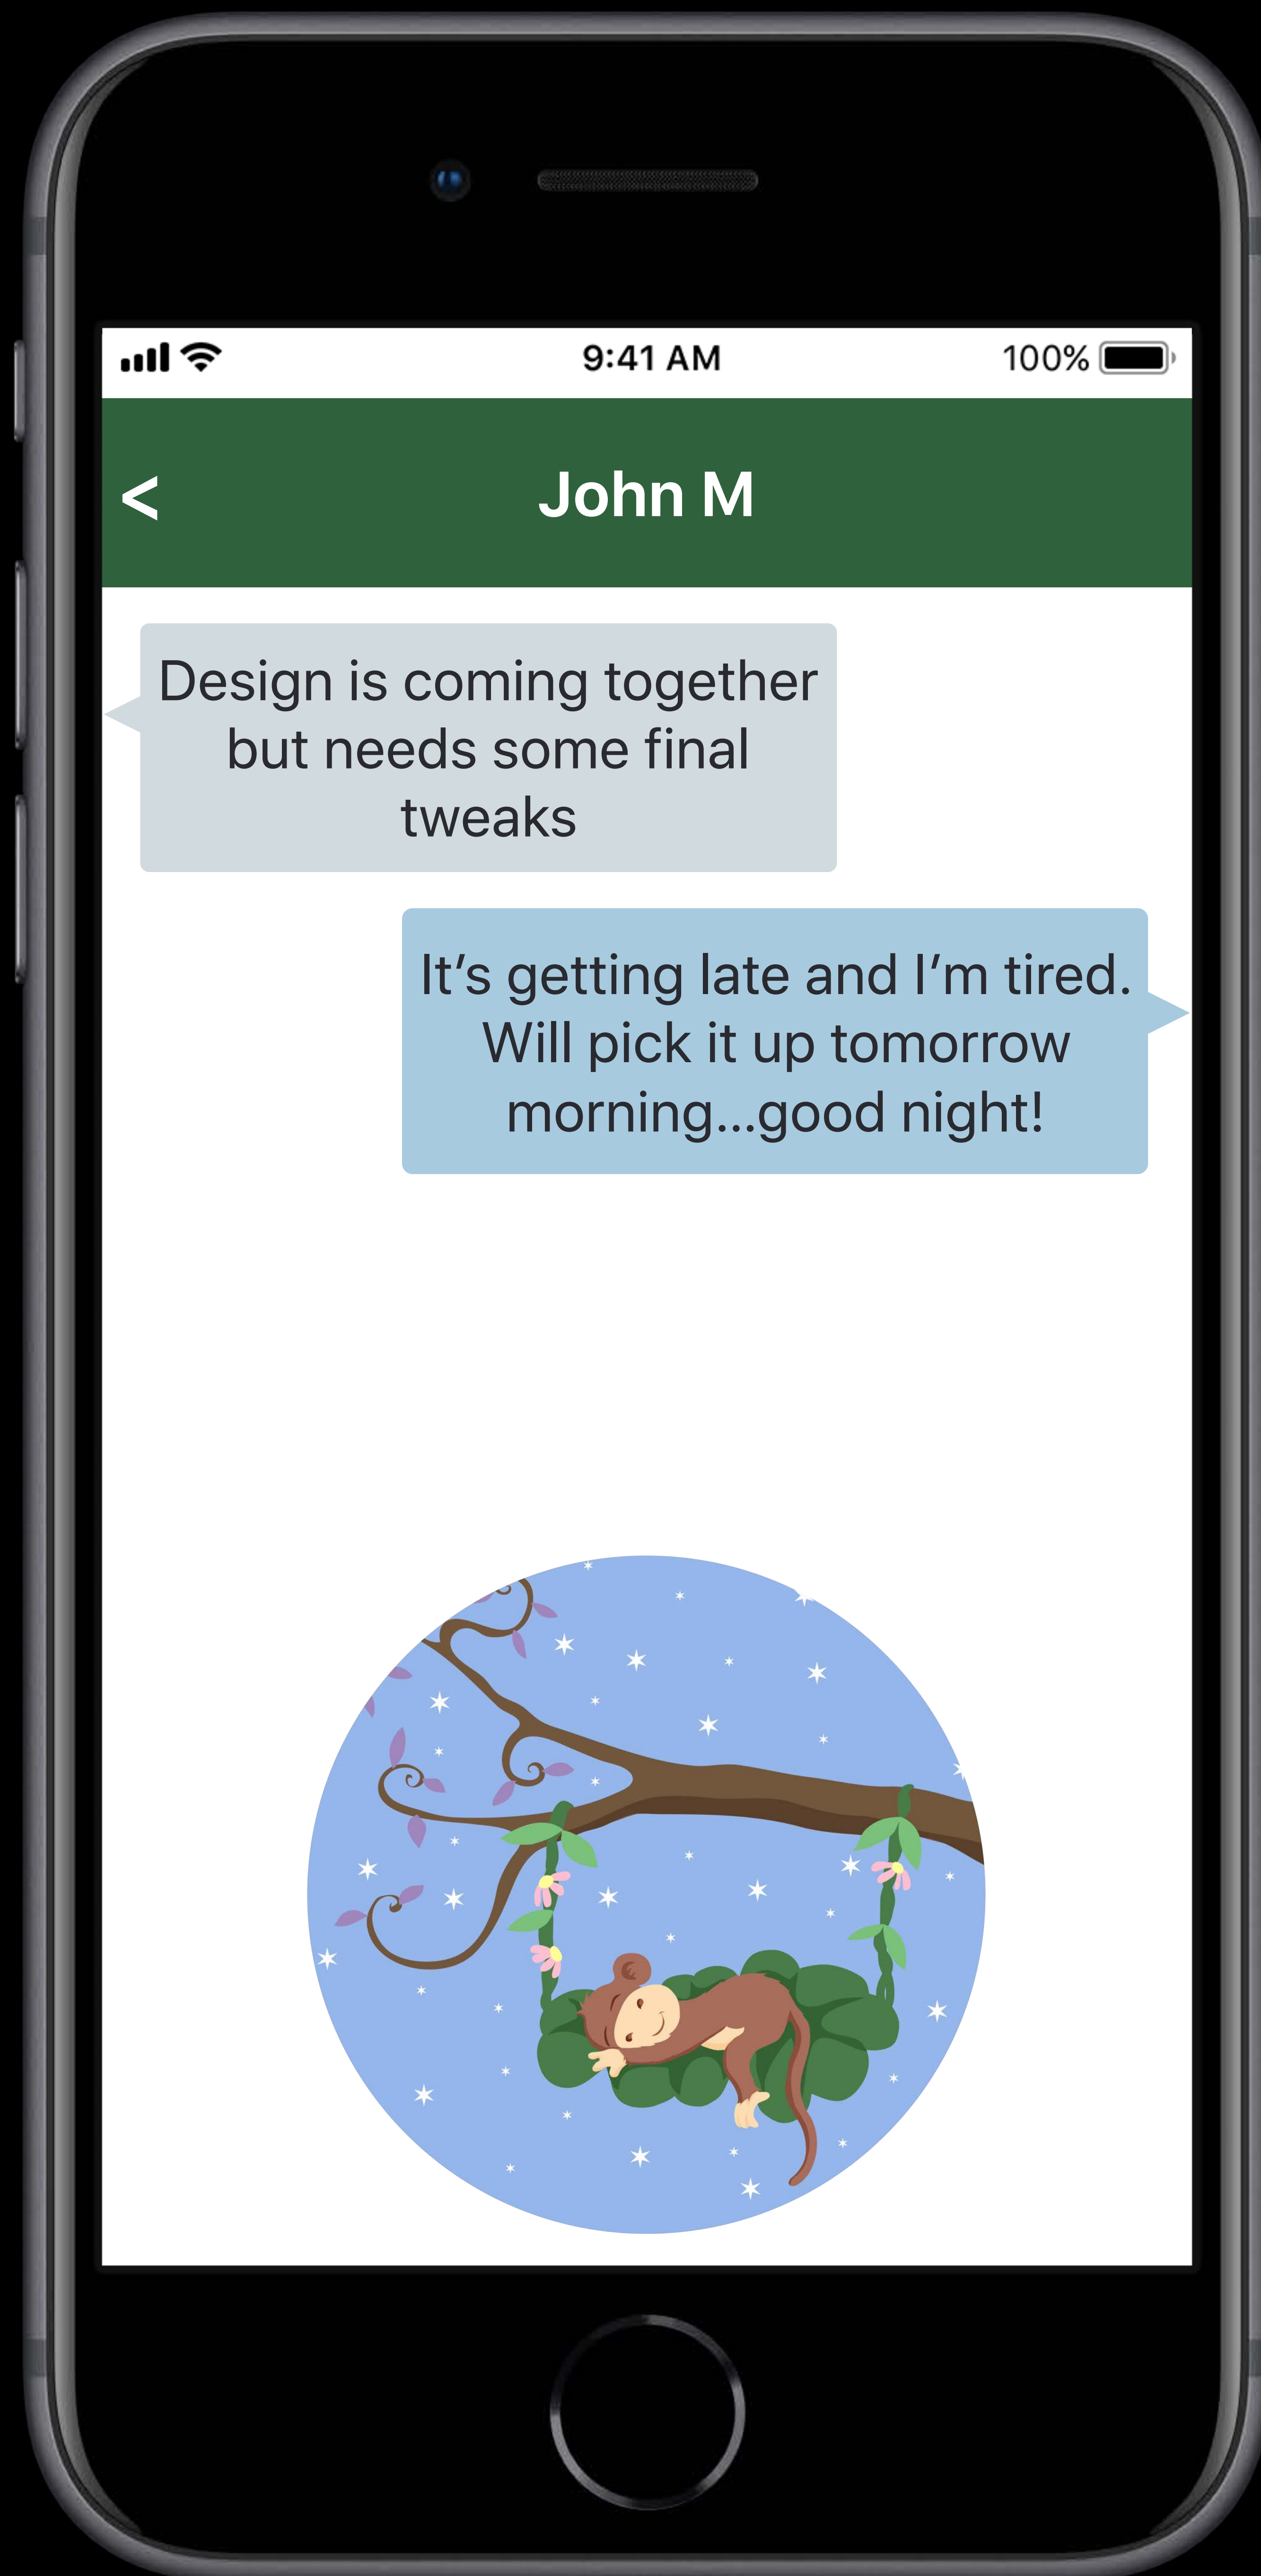 9:41 AM 100%
< John M
Design is coming together
but needs some final
tweaks
It’s getting late and I’m tired.
Will pick it up tomorrow
morning...good night!